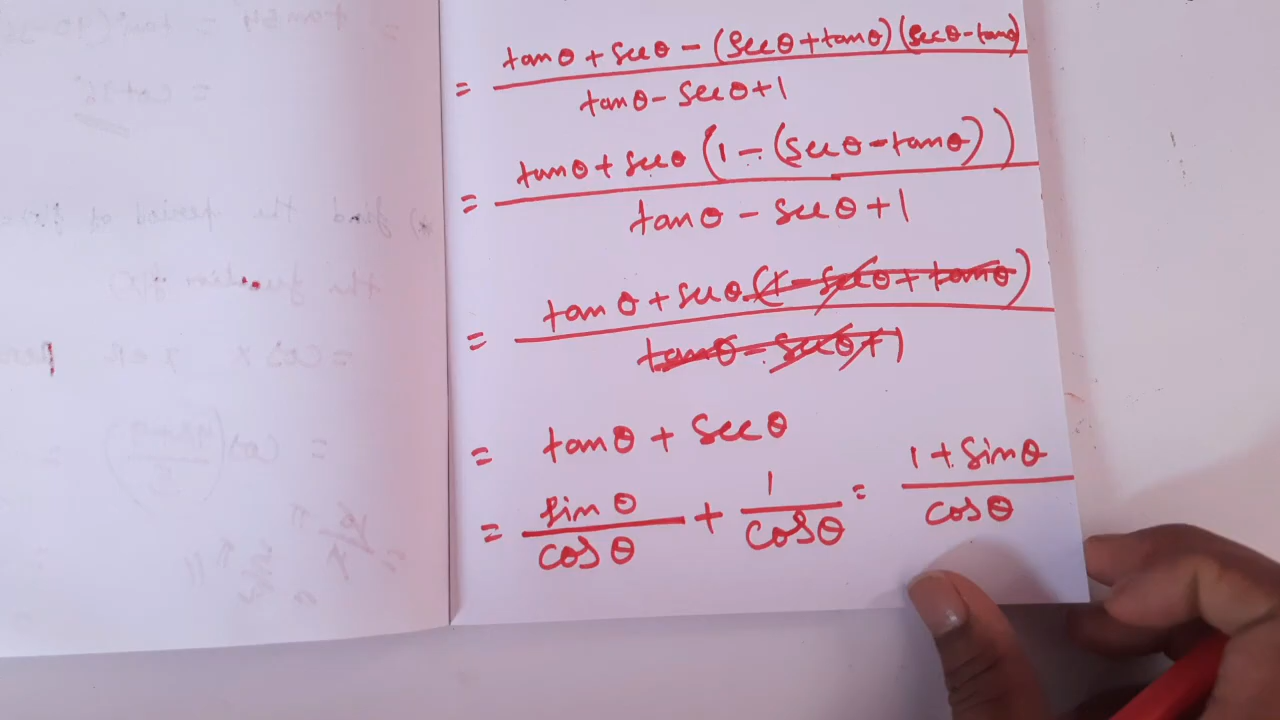 = tanθ + secθ - (secθ + tanθ)(secθ - tanθ) / tanθ - secθ + 1
= tanθ + secθ (1 - (secθ - tanθ)) / tanθ - secθ + 1
= tanθ + secθ (1 - secθ + tanθ) / tanθ - secθ + 1
= tanθ + secθ
= sinθ / cosθ + 1 / cosθ = 1 + sinθ / cosθ